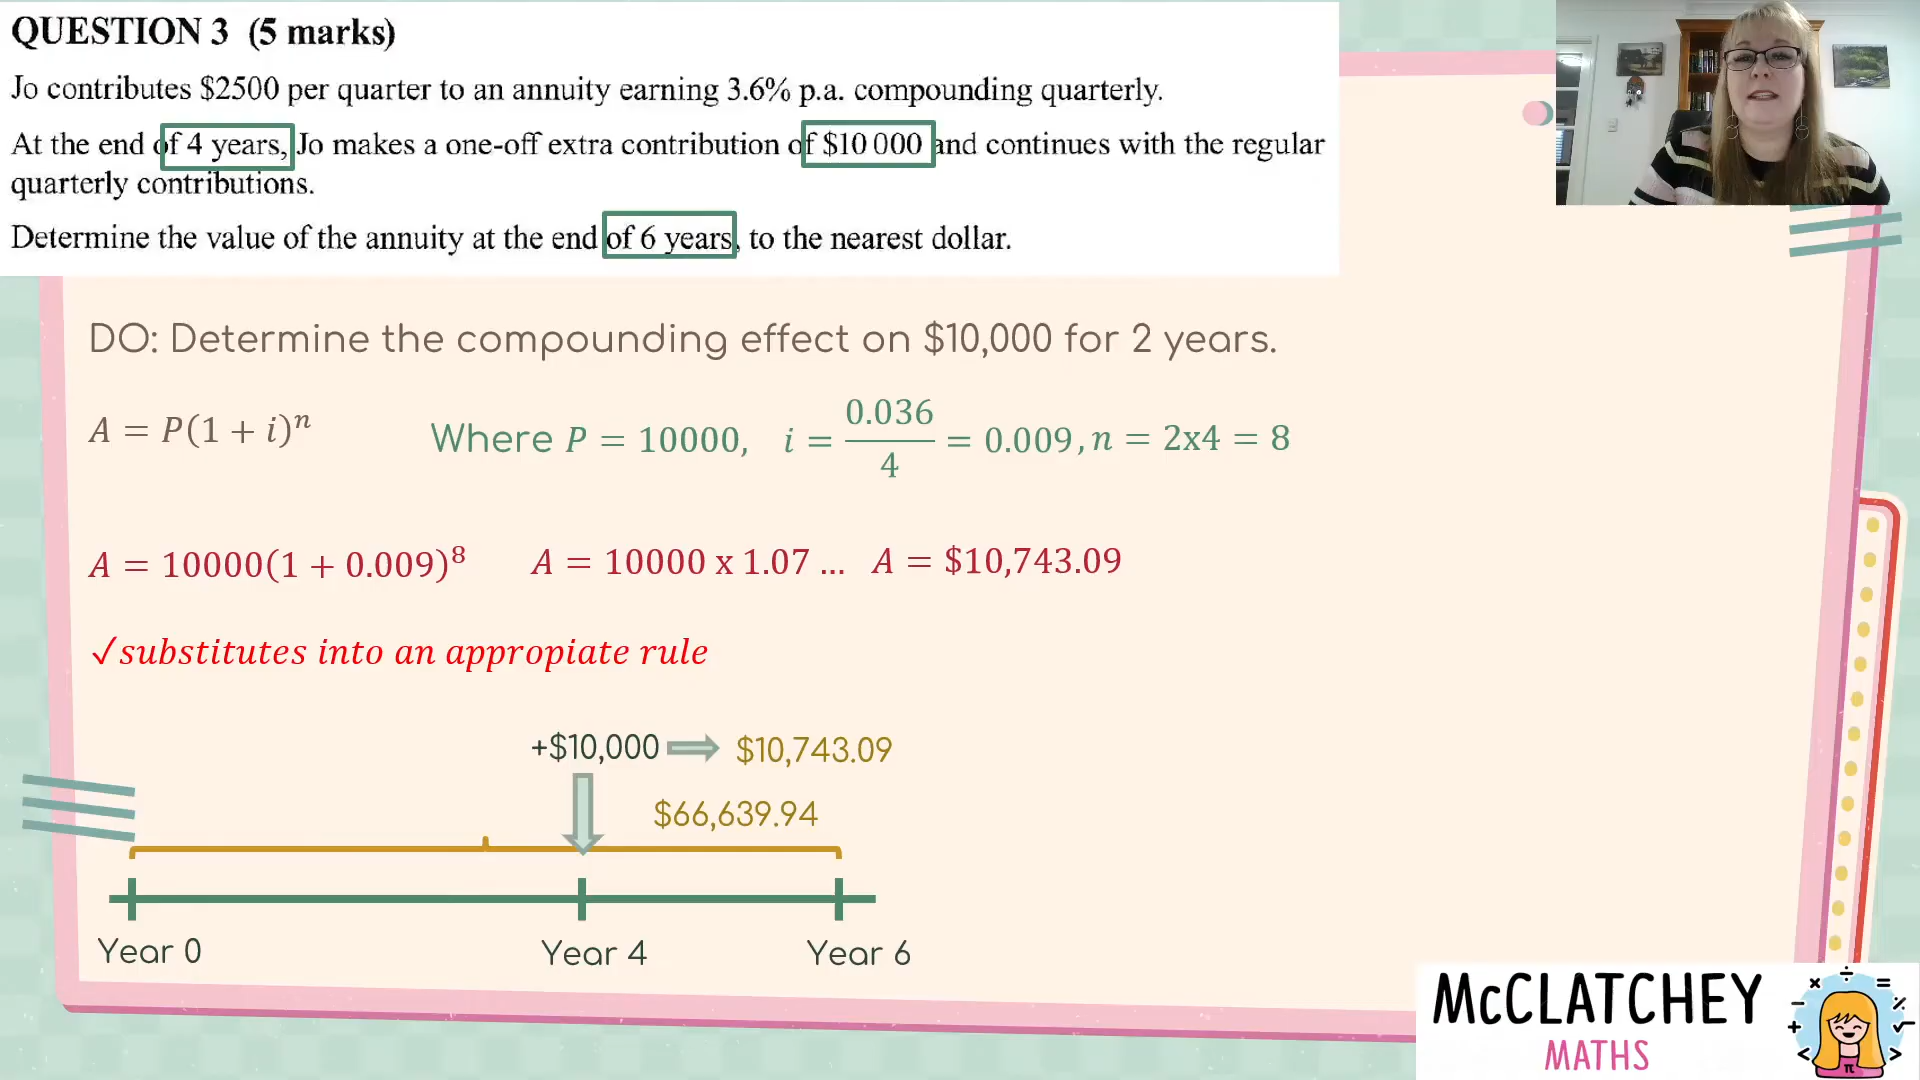 QUESTION 3 (5 marks)
Jo contributes $2500 per quarter to an annuity earning 3.6% p.a. compounding quarterly.
At the end of 4 years, Jo makes a one-off extra contribution of $10 000 and continues with the regular
quarterly contributions.
Determine the value of the annuity at the end of 6 years, to the nearest dollar.
DO: Determine the compounding effect on $10,000 for 2 years.
A = P(1 + i)ⁿ Where P = 10000, i = 0.036/4 = 0.009, n = 2x4 = 8
A = 10000(1 + 0.009)⁸ A = 10000 x 1.07 ... A = $10,743.09
✓substitutes into an appropiate rule
+$10,000 $10,743.09
$66,639.94
Year 0 Year 4 Year 6
McCLATCHEY
MATHS